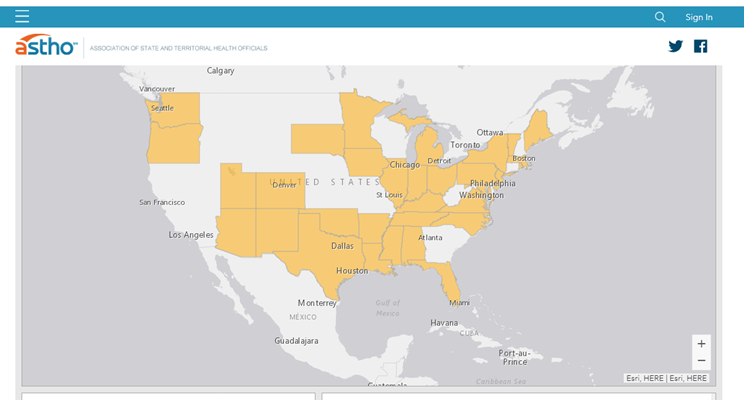 Sign In
astho
ASSOCIATION OF STATE AND TERRITORIAL HEALTH OFFICIALS
Calgary
Vancouver
Seattle
Ottawa
Toronto
Boston
Chicago
Detroit
Philadelphia
UNITED STATES
Denver
St Louis
Washington
San Francisco
Los Angeles
Atlanta
Dallas
Houston
Monterrey
Gulf of
Mexico
Miami
MÉXICO
Havana
CUBA
Guadalajara
Port-au-
Prince
+
−
Guatemala
Caribbean Sea
Esri, HERE | Esri, HERE